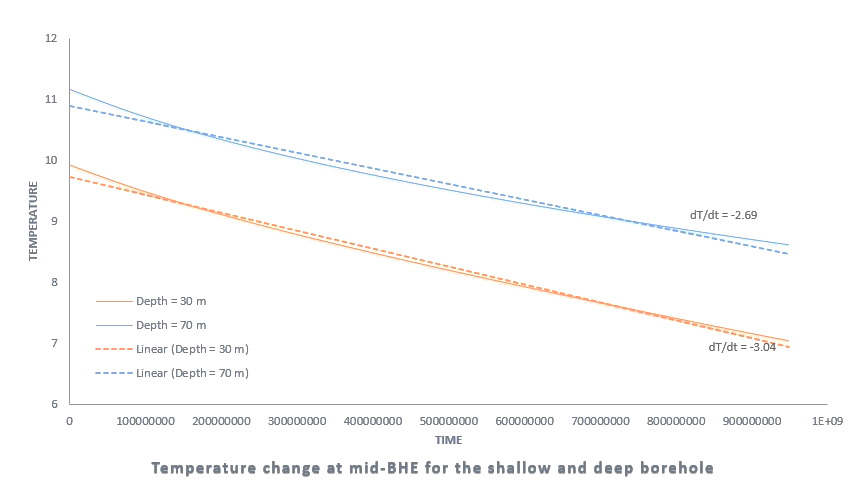 12
11
10
9
8
7
6
TEMPERATURE
dT/dt = -2.69
dT/dt = -3.04
Depth = 30 m
Depth = 70 m
Linear (Depth = 30 m)
Linear (Depth = 70 m)
0 100000000 200000000 300000000 400000000 500000000 600000000 700000000 800000000 900000000 1E+09
TIME
Temperature change at mid-BHE for the shallow and deep borehole